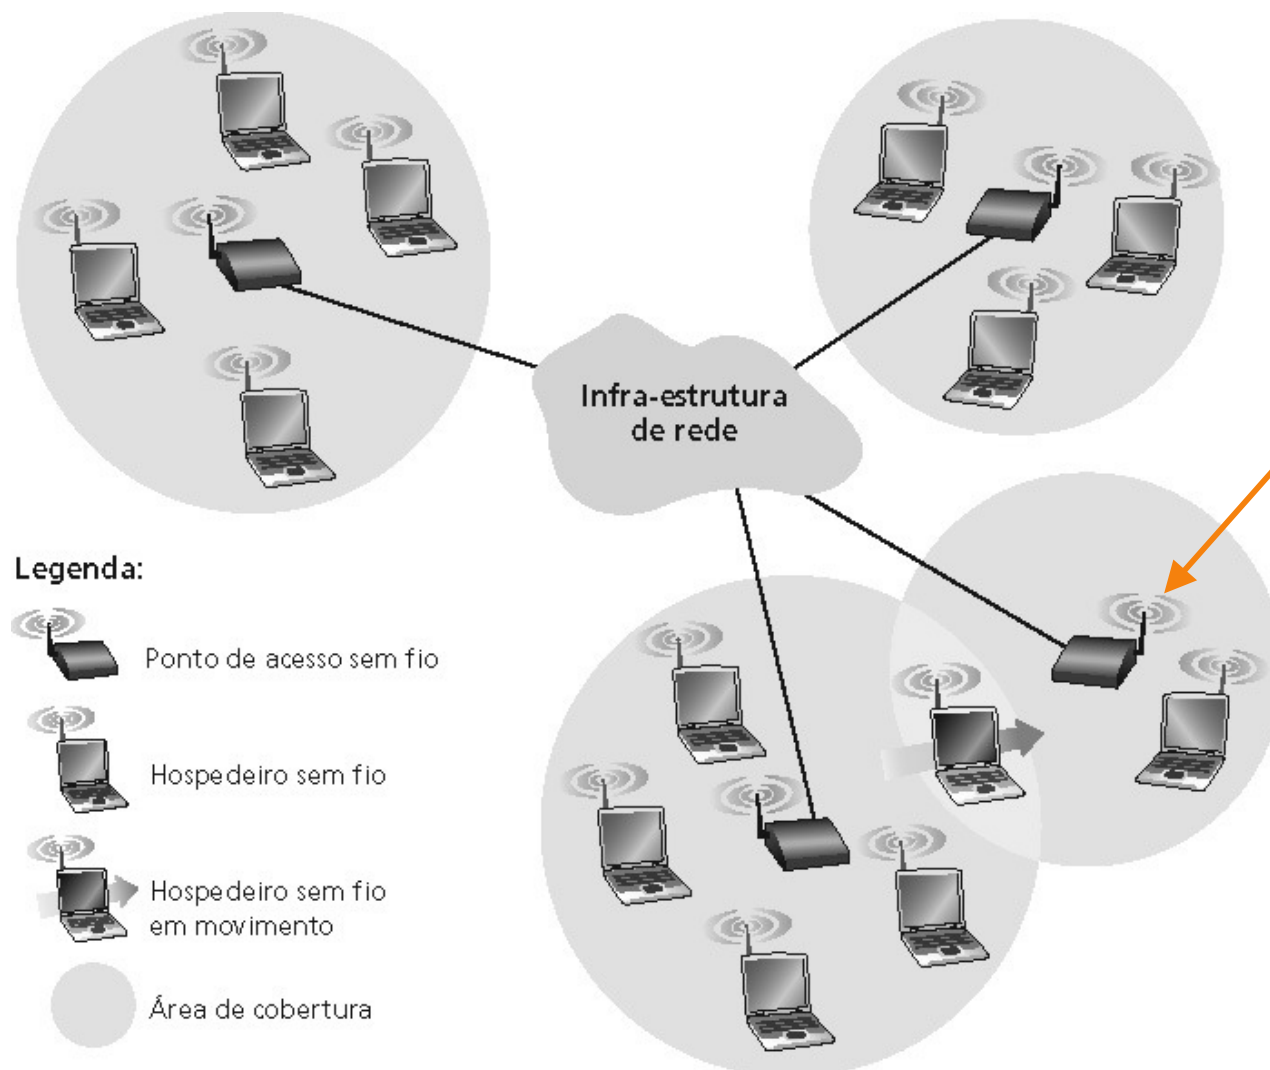 Infra-estrutura
de rede
Legenda:
Ponto de acesso sem fio
Hospedeiro sem fio
Hospedeiro sem fio
em movimento
Área de cobertura